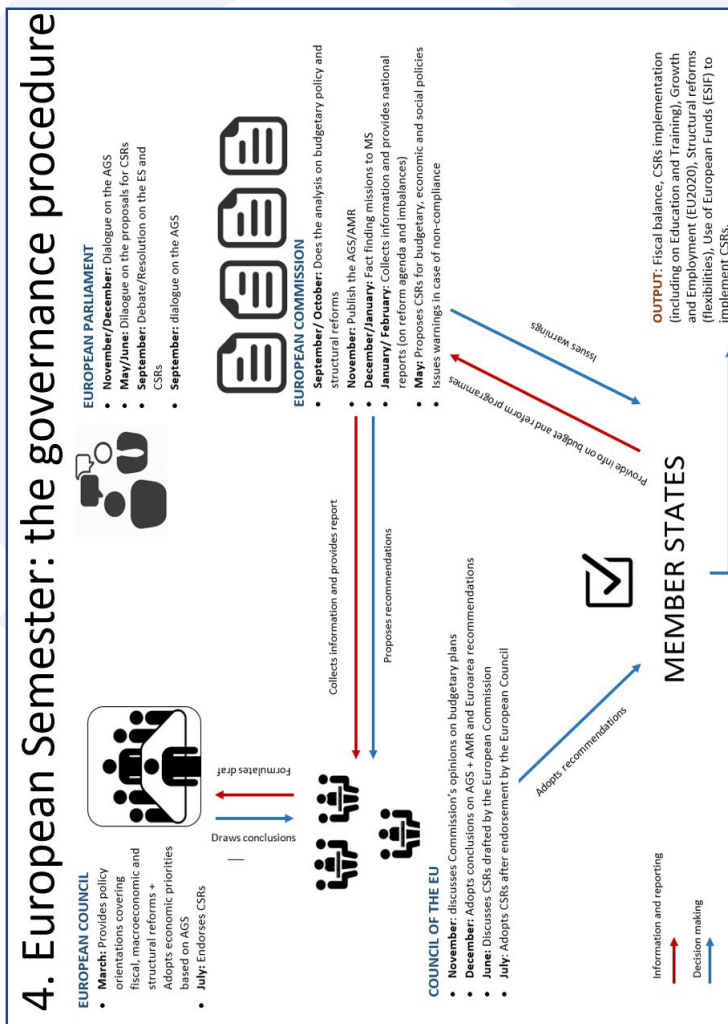 4. European Semester: the governance procedure
EUROPEAN COUNCIL
• March: Provides policy
orientations covering
fiscal, macroeconomic and
structural reforms +
Adopts economic priorities
based on AGS
• July: Endorses CSRs
EUROPEAN PARLIAMENT
• November/December: Dialogue on the AGS
• May/June: Dilaogue on the proposals for CSRs
• September: Debate/Resolution on the ES and
CSRs
• September: dialogue on the AGS
Draws conclusions
Formulates draf
Collects information and provides report
Proposes recommendations
EUROPEAN COMMISSION
• September/ October: Does the analysis on budgetary policy and
structural reforms
• November: Publish the AGS/AMR
• December/January: Fact finding missions to MS
• January/ February: Collects information and provides national
reports (on reform agenda and imbalances)
• May: Proposes CSRs for budgetary, economic and social policies
• Issues warnings in case of non-compliance
COUNCIL OF THE EU
• November: discusses Commission's opinions on budgetary plans
• December: Adopts conclusions on AGS + AMR and Euroarea recommendations
• June: Discusses CSRs drafted by the European Commission
• July: Adopts CSRs after endorsement by the European Council
Adopts recommendations
Provide info on budget and reform programmes
Issues warnings
MEMBER STATES
Information and reporting
Decision making
OUTPUT: Fiscal balance, CSRs implementation
(including on Education and Training), Growth
and Employment (EU2020), Structural reforms
(flexibilities), Use of European Funds (ESIF) to
implement CSRs.